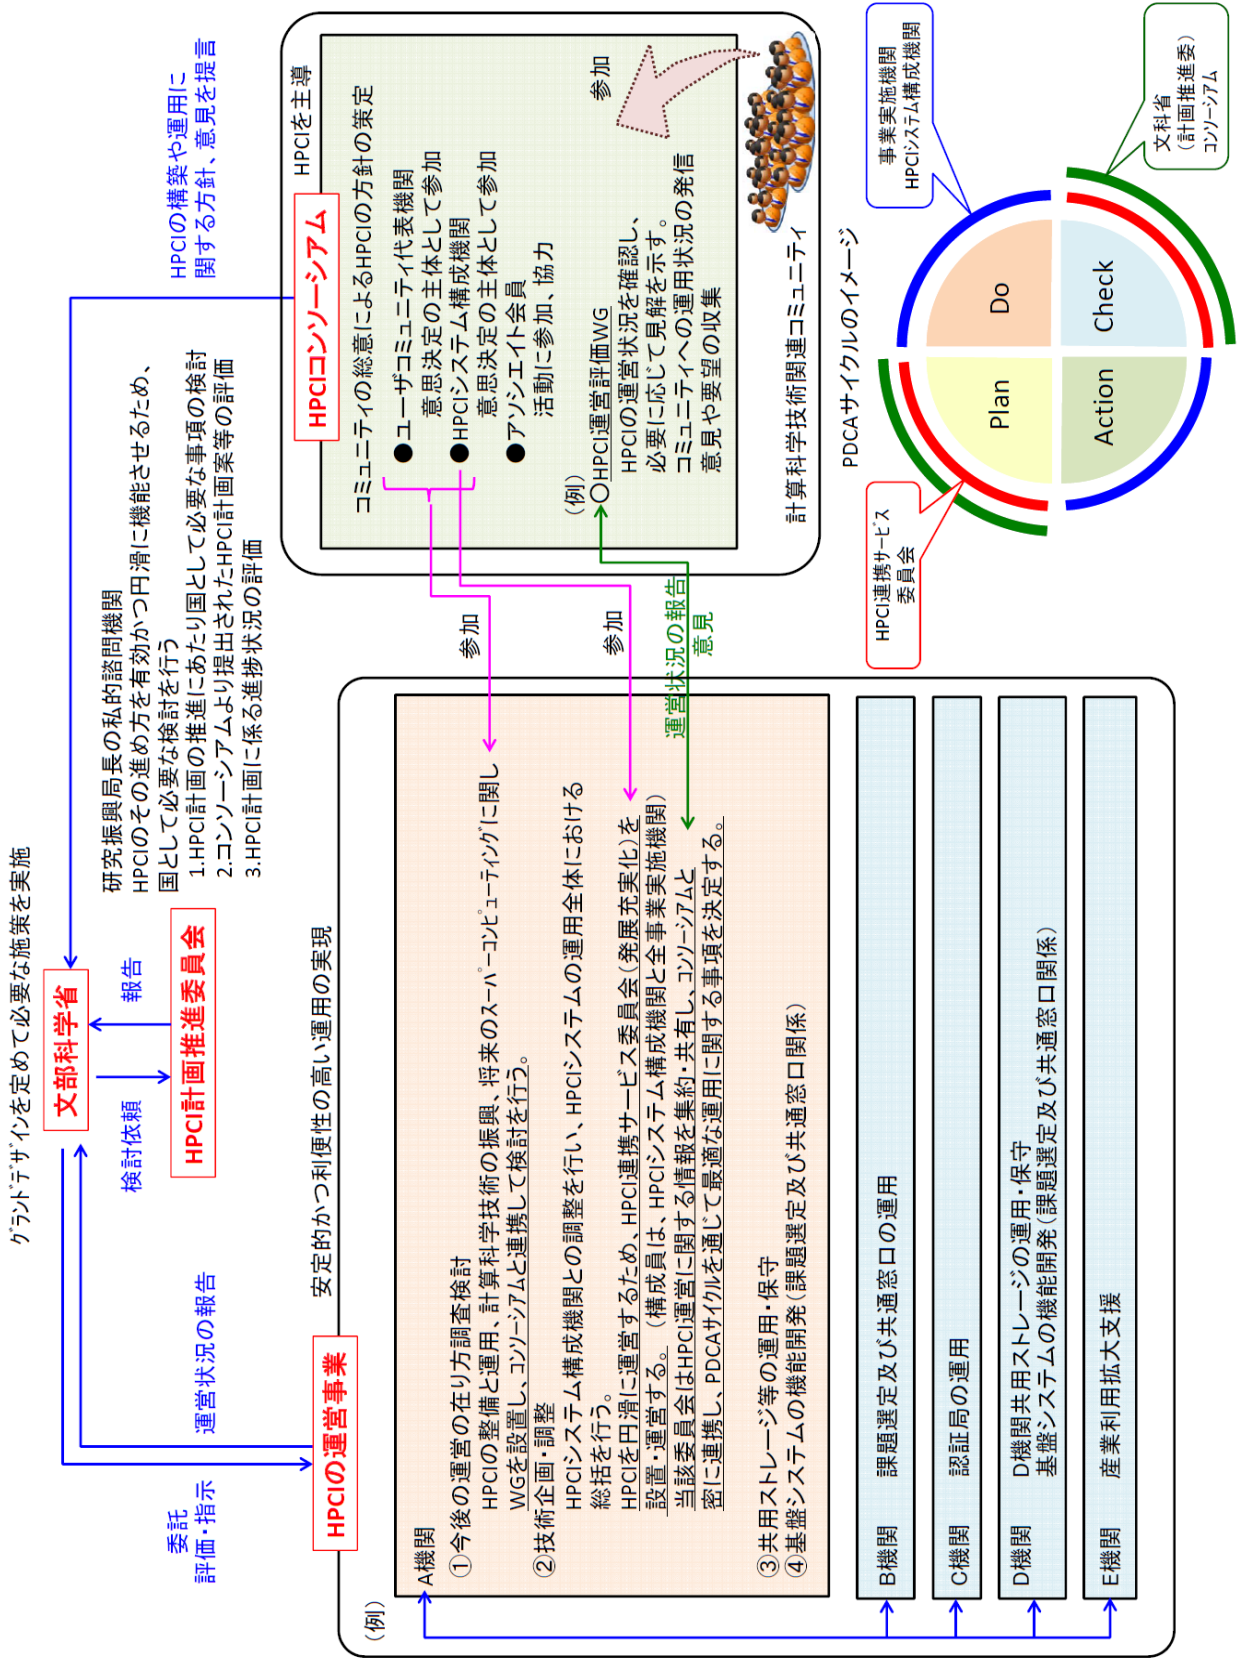 グランドデザインを定めて必要な施策を実施
文部科学省
検討依頼
報告
HPCI計画推進委員会
研究振興局長の私的諮問機関
HPCIのその進め方を有効かつ円滑に機能させるため、
国として必要な検討を行う
1.HPCI計画の推進にあたり国として必要な事項の検討
2.コンソーシアムより提出されたHPCI計画案等の評価
3.HPCI計画に係る進捗状況の評価
HPCIの構築や運用に
関する方針、意見を提言
委託
評価・指示
運営状況の報告
HPCIの運営事業
安定的かつ利便性の高い運用の実現
(例)
A機関
①今後の運営の在り方調査検討
HPCIの整備と運用、計算科学技術の振興、将来のスーパーコンピューティングに関し
WGを設置し、コンソーシアムと連携して検討を行う。
②技術企画・調整
HPCIシステム構成機関との調整を行い、HPCIシステムの運用全体における
総括を行う。
HPCIを円滑に運営するため、HPCI連携サービス委員会(発展充実化)を
設置・運営する。(構成員は、HPCIシステム構成機関と全事業実施機関)
当該委員会はHPCI運営に関する情報を集約・共有し、コンソーシアムと
密に連携し、PDCAサイクルを通じて最適な運用に関する事項を決定する。
③共用ストレージ等の運用・保守
④基盤システムの機能開発(課題選定及び共通窓口関係)
B機関 課題選定及び共通窓口の運用
C機関 認証局の運用
D機関 D機関共用ストレージの運用・保守
基盤システムの機能開発(課題選定及び共通窓口関係)
E機関 産業利用拡大支援
参加
参加
運営状況の報告
意見
HPCIコンソーシアム
HPCIを主導
コミュニティの総意によるHPCIの方針の策定
●ユーザコミュニティ代表機関
意思決定の主体として参加
●HPCIシステム構成機関
意思決定の主体として参加
●アソシエイト会員
活動に参加、協力
(例)
○HPCI運営評価WG
HPCIの運営状況を確認し、
必要に応じて見解を示す。
コミュニティへの運用状況の発信
意見や要望の収集
参加
計算科学技術関連コミュニティ
PDCAサイクルのイメージ
HPCI連携サービス
委員会
事業実施機関
HPCIシステム構成機関
Plan
Do
Action
Check
文科省
(計画推進委)
コンソーシアム